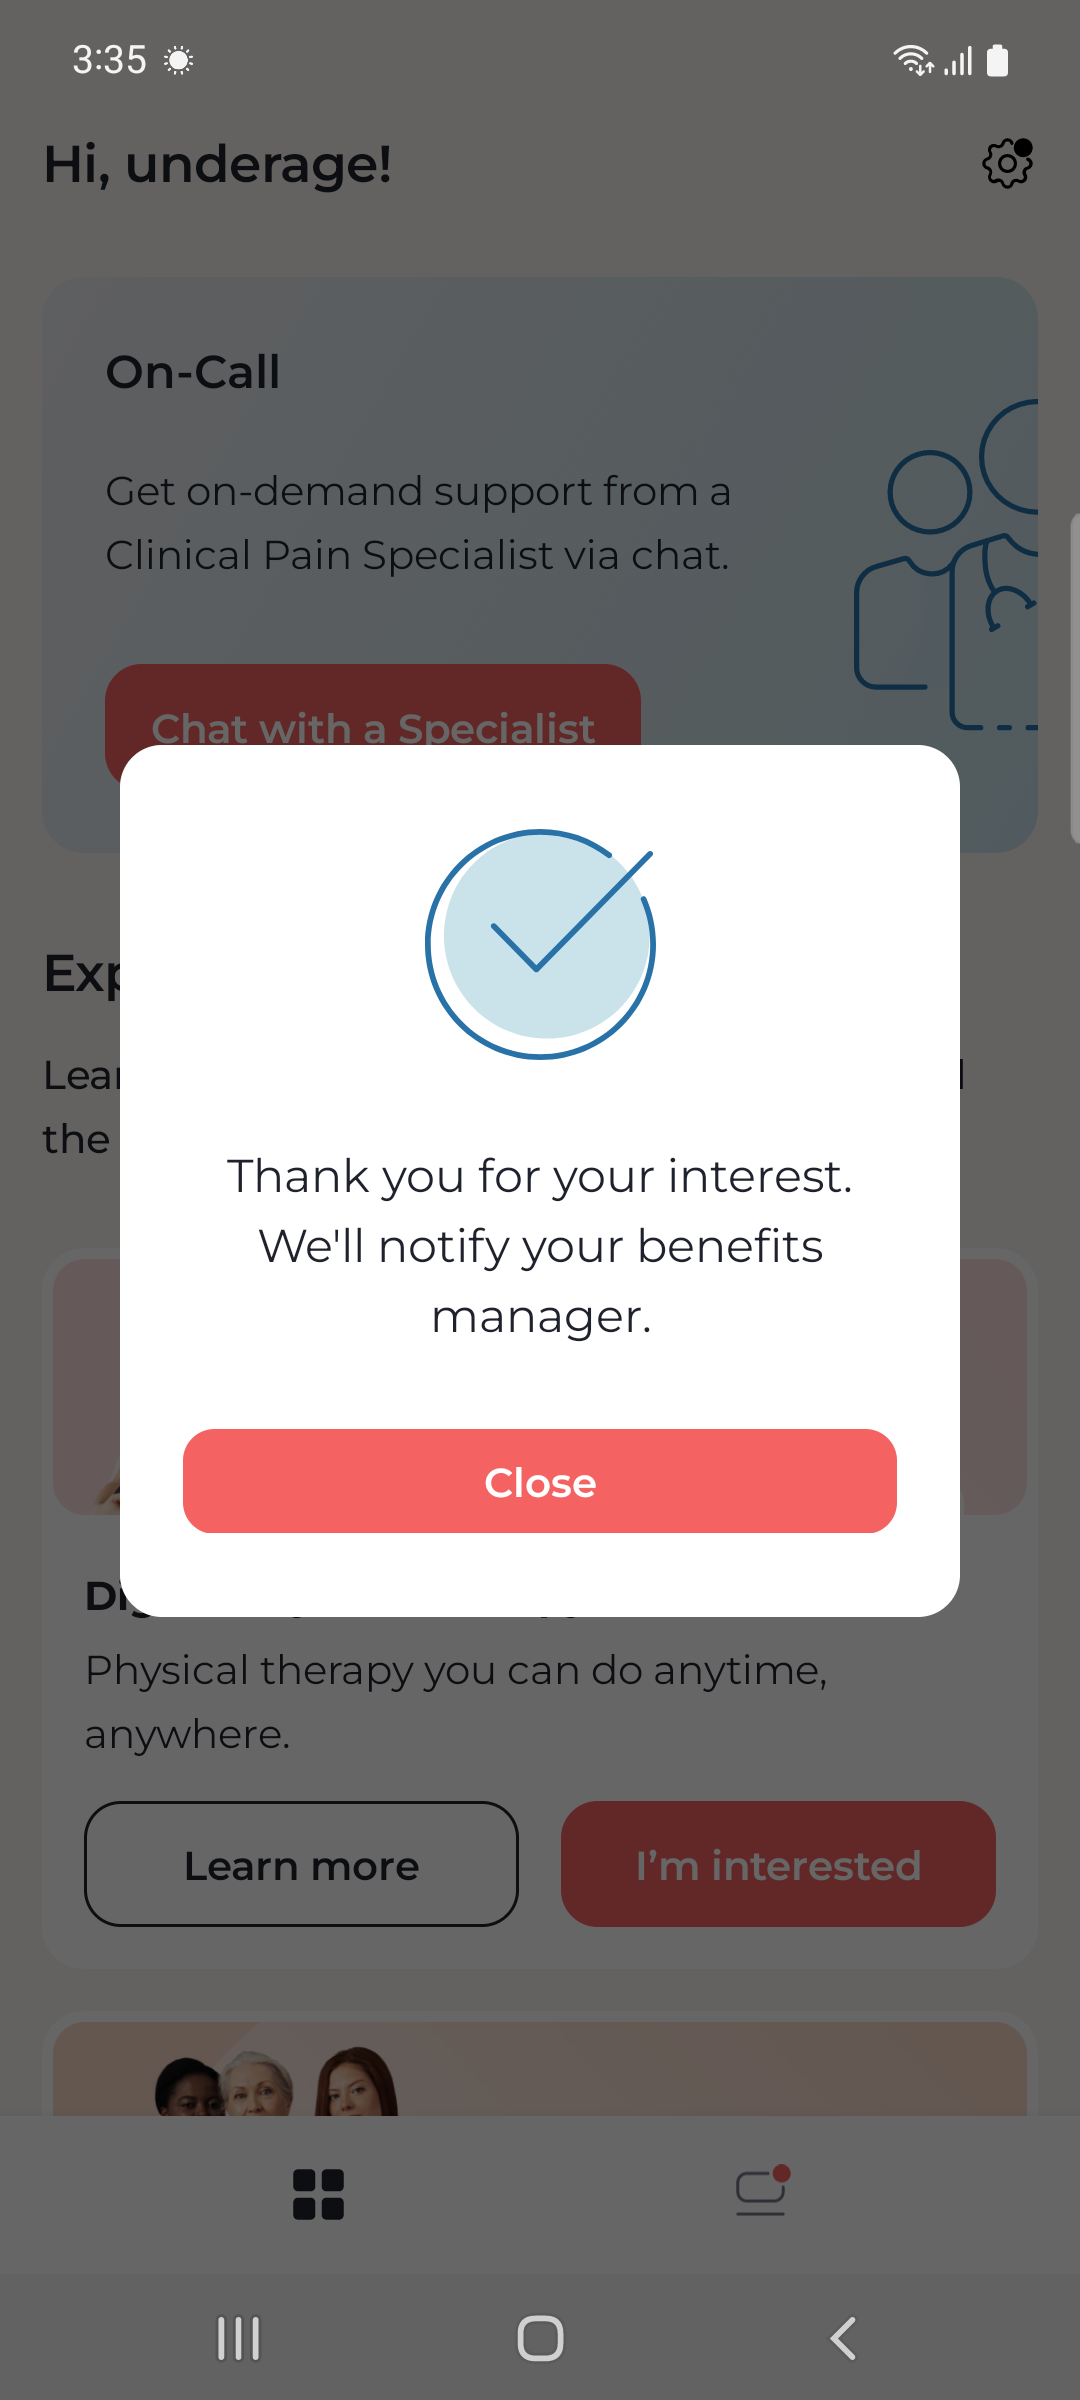 3:35
Hi, underage!
On-Call
Get on-demand support from a
Clinical Pain Specialist via chat.
Chat with a Specialist
the
Thank you for your interest.
We'll notify your benefits
manager.
Close
Physical therapy you can do anytime,
anywhere.
Learn more
I’m interested